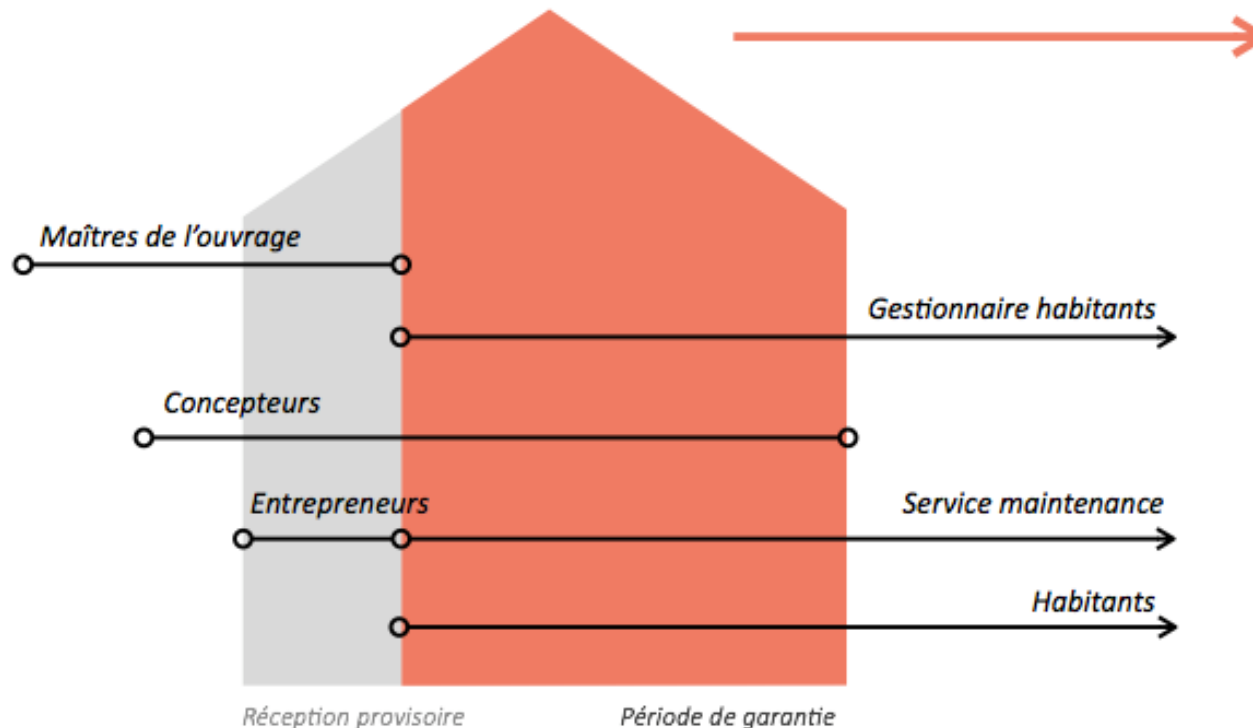 Maîtres de l’ouvrage
Gestionnaire habitants
Concepteurs
Entrepreneurs
Service maintenance
Habitants
Réception provisoire
Période de garantie